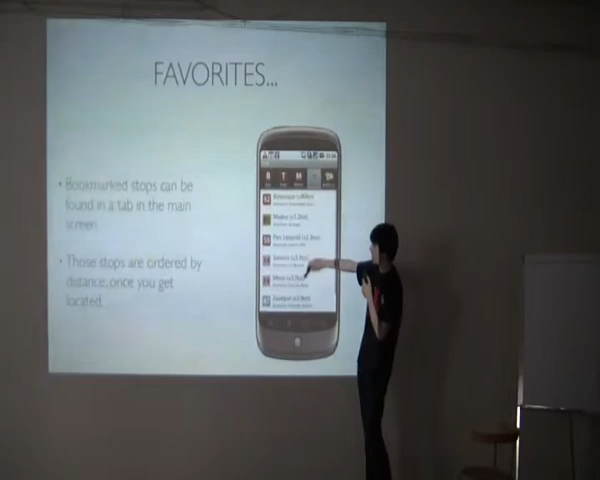 FAVORITES...
• Bookmarked stops can be
found in a tab in the main
screen.
• Those stops are ordered by
distance, once you get
located.
B T M